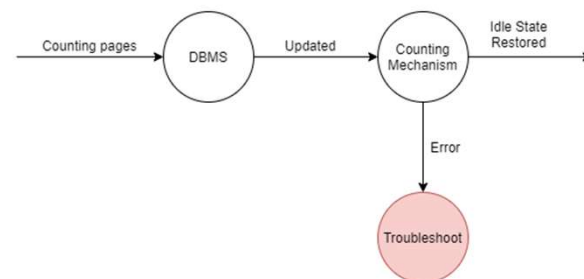 Counting pages
DBMS
Updated
Counting
Mechanism
Idle State
Restored
Error
Troubleshoot